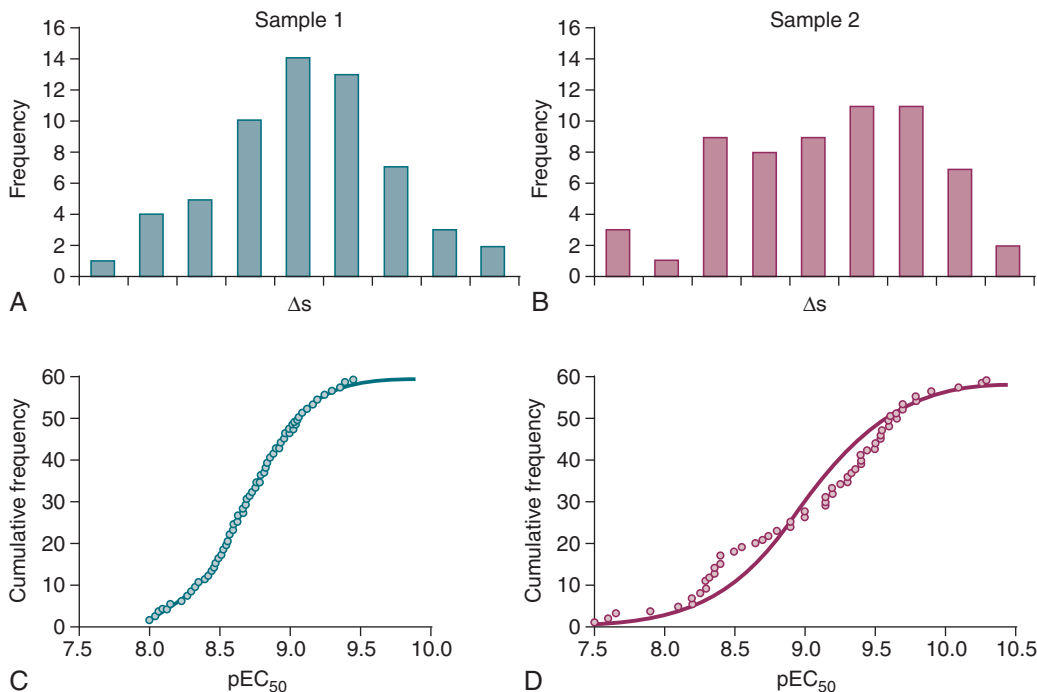 Sample 1
Frequency
16
14
12
10
8
6
4
2
0
A
Δs
Sample 2
Frequency
16
14
12
10
8
6
4
2
0
B
Δs
Cumulative frequency
60
50
40
30
20
10
0
7.5 8.0 8.5 9.0 9.5 10.0
C
pEC50
Cumulative frequency
60
50
40
30
20
10
0
7.5 8.0 8.5 9.0 9.5 10.0 10.5
D
pEC50